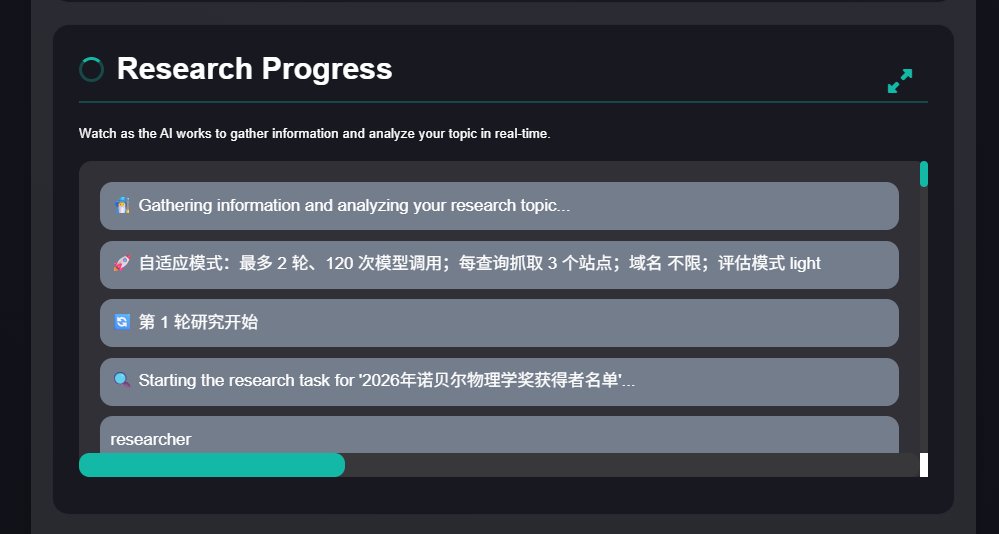 Research Progress
Watch as the AI works to gather information and analyze your topic in real-time.
Gathering information and analyzing your research topic...
自适应模式：最多 2 轮、120 次模型调用；每查询抓取 3 个站点；域名 不限；评估模式 light
第 1 轮研究开始
Starting the research task for '2026年诺贝尔物理学奖获得者名单'...
researcher